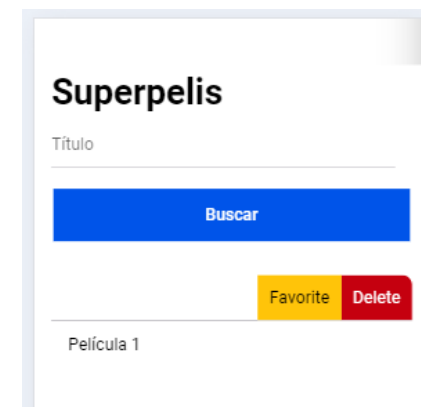 Superpelis
Título
Buscar
Favorite Delete
Película 1